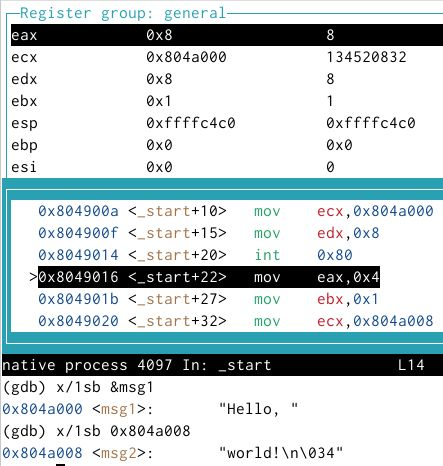 Register group: general
eax 0x8 8
ecx 0x804a000 134520832
edx 0x8 8
ebx 0x1 1
esp 0xffffc4c0 0xffffc4c0
ebp 0x0 0x0
esi 0x0 0
0x804900a <_start+10> mov ecx,0x804a000
0x804900f <_start+15> mov edx,0x8
0x8049014 <_start+20> int 0x80
>0x8049016 <_start+22> mov eax,0x4
0x804901b <_start+27> mov ebx,0x1
0x8049020 <_start+32> mov ecx,0x804a008
native process 4097 In: _start L14
(gdb) x/1sb &msg1
0x804a000 <msg1>: "Hello, "
(gdb) x/1sb 0x804a008
0x804a008 <msg2>: "world!\n\034"